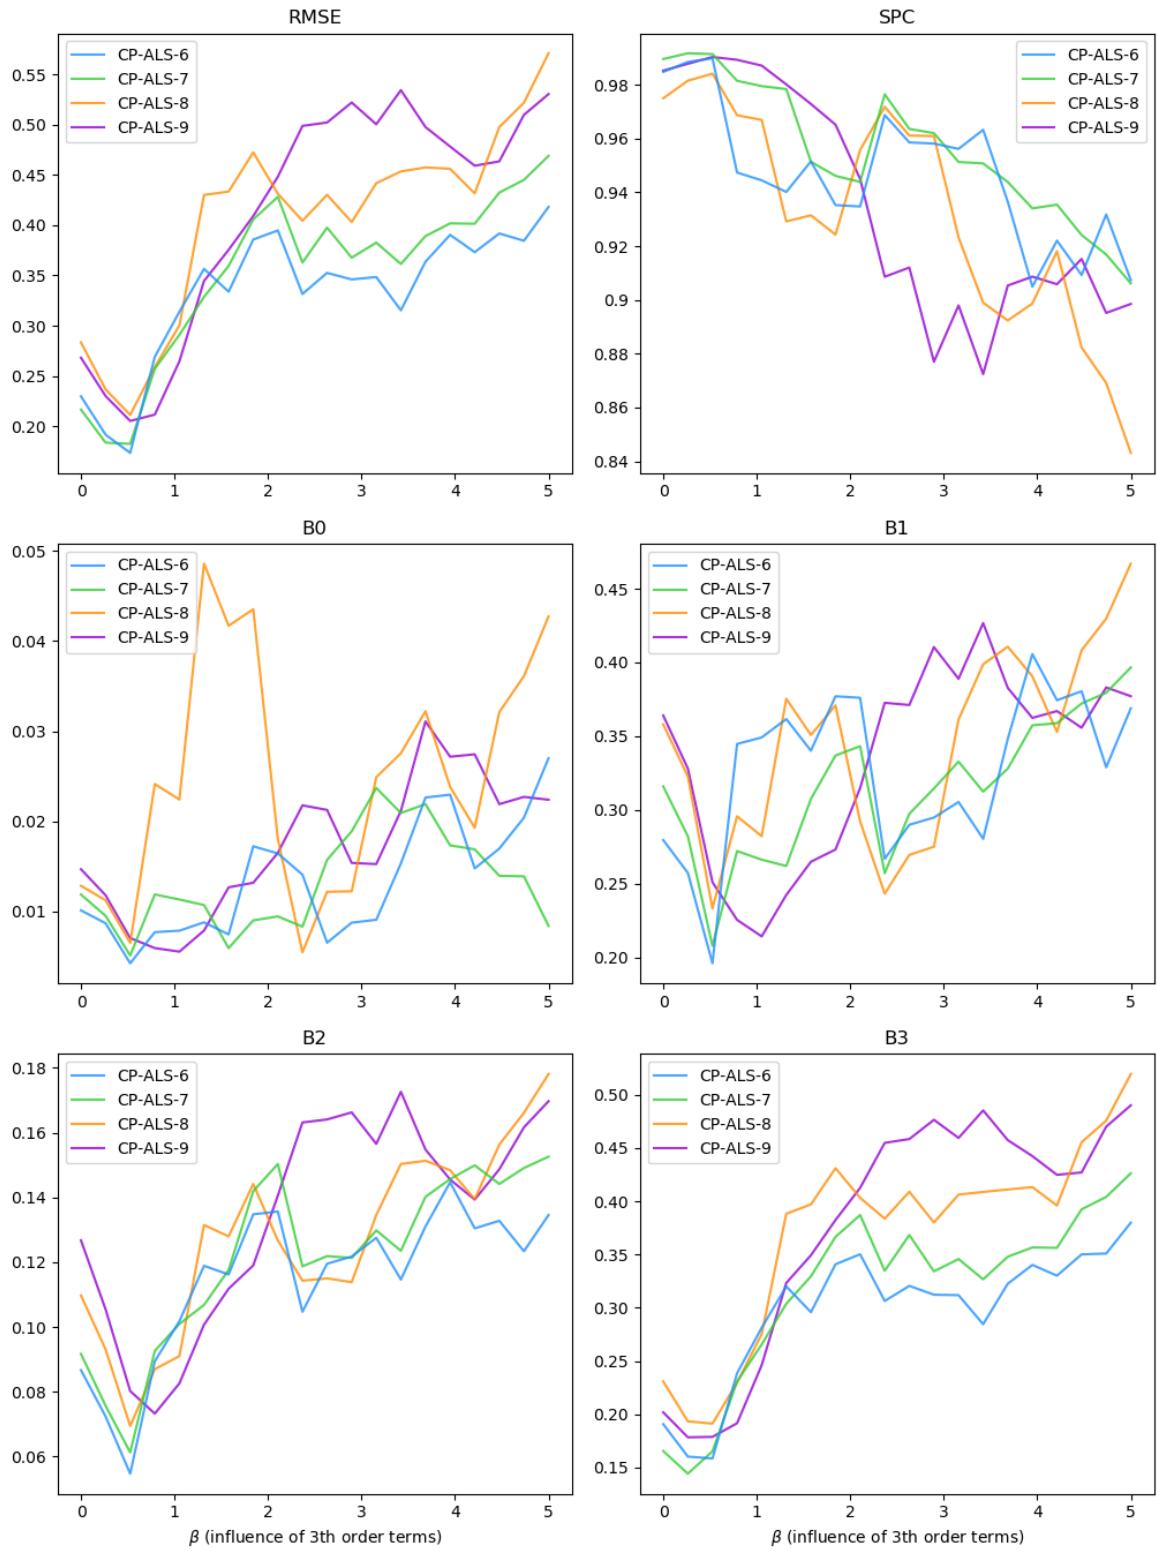 RMSE
CP-ALS-6
CP-ALS-7
CP-ALS-8
CP-ALS-9
0.55
0.50
0.45
0.40
0.35
0.30
0.25
0.20
0 1 2 3 4 5
SPC
CP-ALS-6
CP-ALS-7
CP-ALS-8
CP-ALS-9
0.98
0.96
0.94
0.92
0.9
0.88
0.86
0.84
0 1 2 3 4 5
B0
CP-ALS-6
CP-ALS-7
CP-ALS-8
CP-ALS-9
0.05
0.04
0.03
0.02
0.01
0 1 2 3 4 5
B1
CP-ALS-6
CP-ALS-7
CP-ALS-8
CP-ALS-9
0.45
0.40
0.35
0.30
0.25
0.20
0 1 2 3 4 5
B2
CP-ALS-6
CP-ALS-7
CP-ALS-8
CP-ALS-9
0.18
0.16
0.14
0.12
0.10
0.08
0.06
0 1 2 3 4 5
β (influence of 3th order terms)
B3
CP-ALS-6
CP-ALS-7
CP-ALS-8
CP-ALS-9
0.50
0.45
0.40
0.35
0.30
0.25
0.20
0.15
0 1 2 3 4 5
β (influence of 3th order terms)